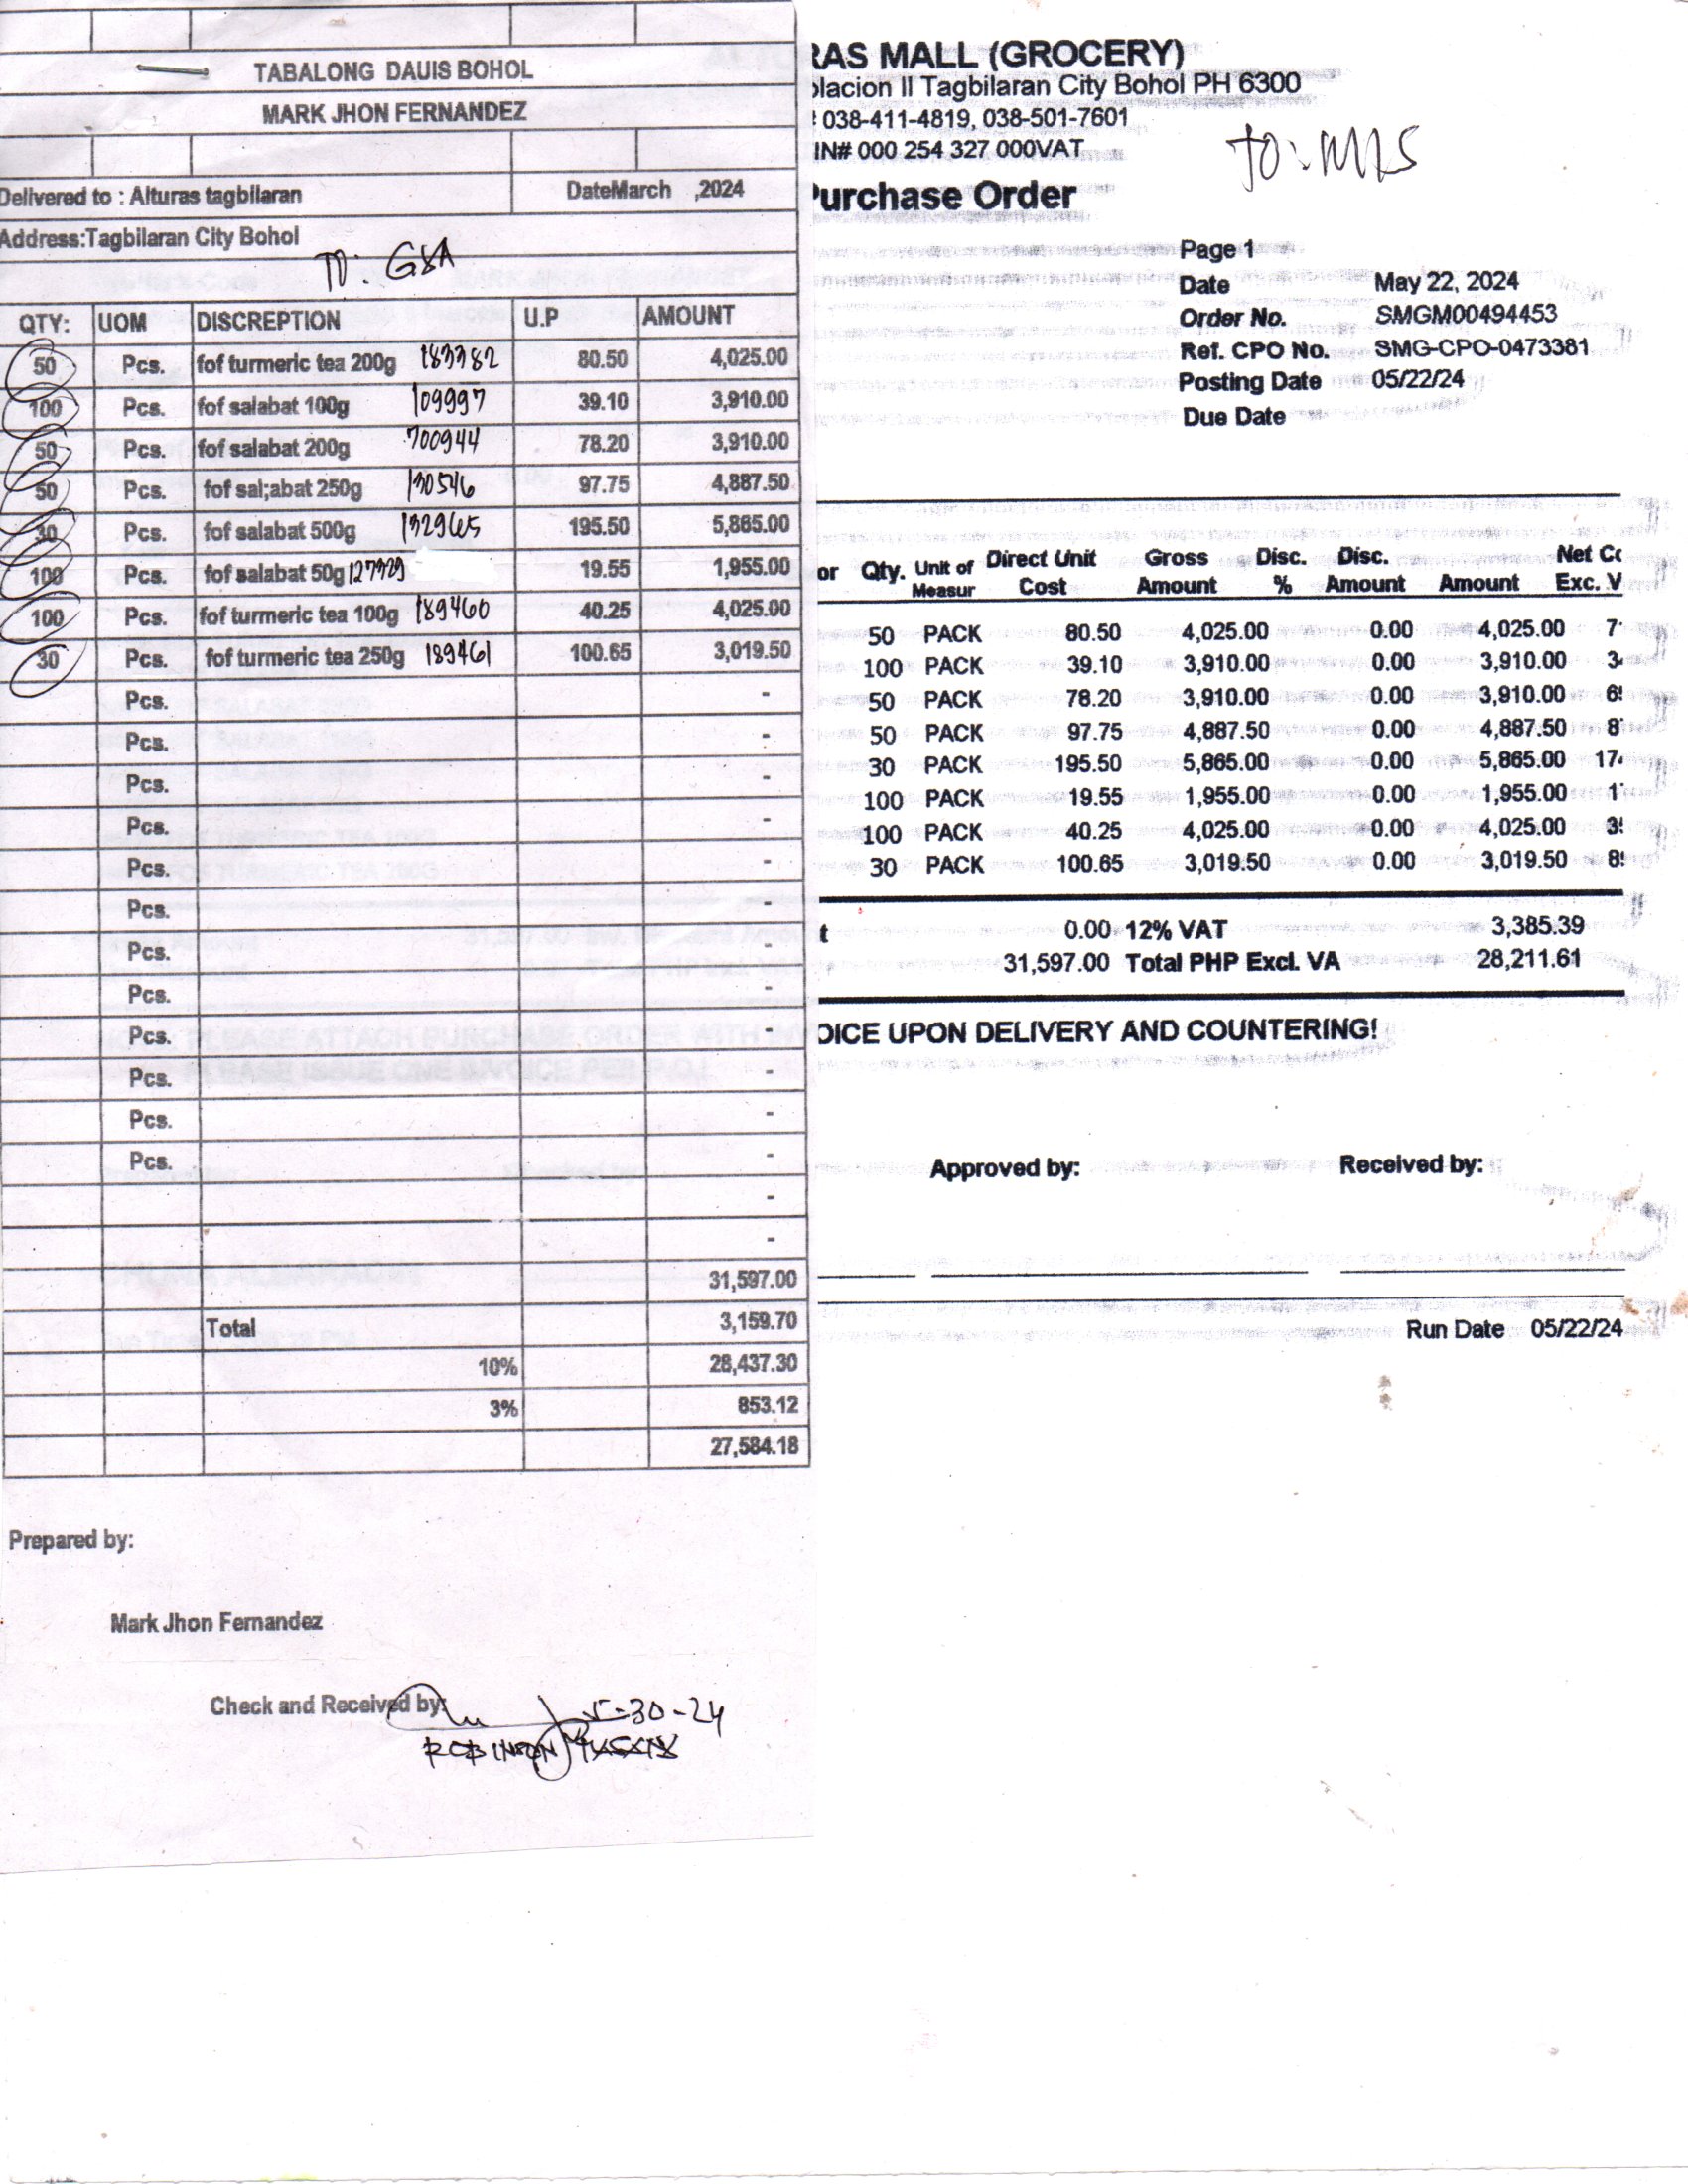 TABALONG DAUIS BOHOL
MARK JHON FERNANDEZ
Delivered to : Alturas tagbilaran DateMarch ,2024
Address:Tagbilaran City Bohol
TO: G&A
QTY: UOM DISCREPTION U.P AMOUNT
50 Pcs. fof turmeric tea 200g 183382 80.50 4,025.00
100 Pcs. fof salabat 100g 109997 39.10 3,910.00
50 Pcs. fof salabat 200g 700944 78.20 3,910.00
50 Pcs. fof sal;abat 250g 130546 97.75 4,887.50
30 Pcs. fof salabat 500g 132965 195.50 5,865.00
100 Pcs. fof salabat 50g 127929 19.55 1,955.00
100 Pcs. fof turmeric tea 100g 189460 40.25 4,025.00
30 Pcs. fof turmeric tea 250g 189461 100.65 3,019.50
Pcs. -
Pcs. -
Pcs. -
Pcs. -
Pcs. -
Pcs. -
Pcs. -
Pcs. -
Pcs. -
Pcs. -
Pcs. -
Pcs. -
-
-
31,597.00
Total 3,159.70
10% 28,437.30
3% 853.12
27,584.18
Prepared by:
Mark Jhon Fernandez
Check and Received by:
5-30-24
ROBINSON
RAS MALL (GROCERY)
olacion II Tagbilaran City Bohol PH 6300
038-411-4819, 038-501-7601
IN# 000 254 327 000VAT
TO: MIS
Purchase Order
Page 1
Date May 22, 2024
Order No. SMGM00494453
Ref. CPO No. SMG-CPO-0473381
Posting Date 05/22/24
Due Date
or Qty. Unit of Direct Unit Gross Disc. Disc. Net Co
Measur Cost Amount % Amount Amount Exc. V
50 PACK 80.50 4,025.00 0.00 4,025.00 7
100 PACK 39.10 3,910.00 0.00 3,910.00 3
50 PACK 78.20 3,910.00 0.00 3,910.00 6
50 PACK 97.75 4,887.50 0.00 4,887.50 8
30 PACK 195.50 5,865.00 0.00 5,865.00 17
100 PACK 19.55 1,955.00 0.00 1,955.00 1
100 PACK 40.25 4,025.00 0.00 4,025.00 3
30 PACK 100.65 3,019.50 0.00 3,019.50 8
t 0.00 12% VAT 3,385.39
31,597.00 Total PHP Excl. VA 28,211.61
OICE UPON DELIVERY AND COUNTERING!
Approved by: Received by:
Run Date 05/22/24